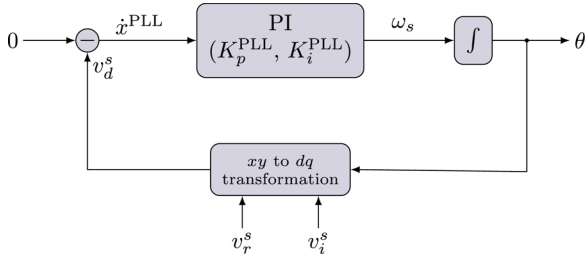 0
−
ẋ^PLL
v_d^s
PI
(K_p^PLL, K_i^PLL)
ω_s
∫
θ
xy to dq
transformation
v_r^s
v_i^s